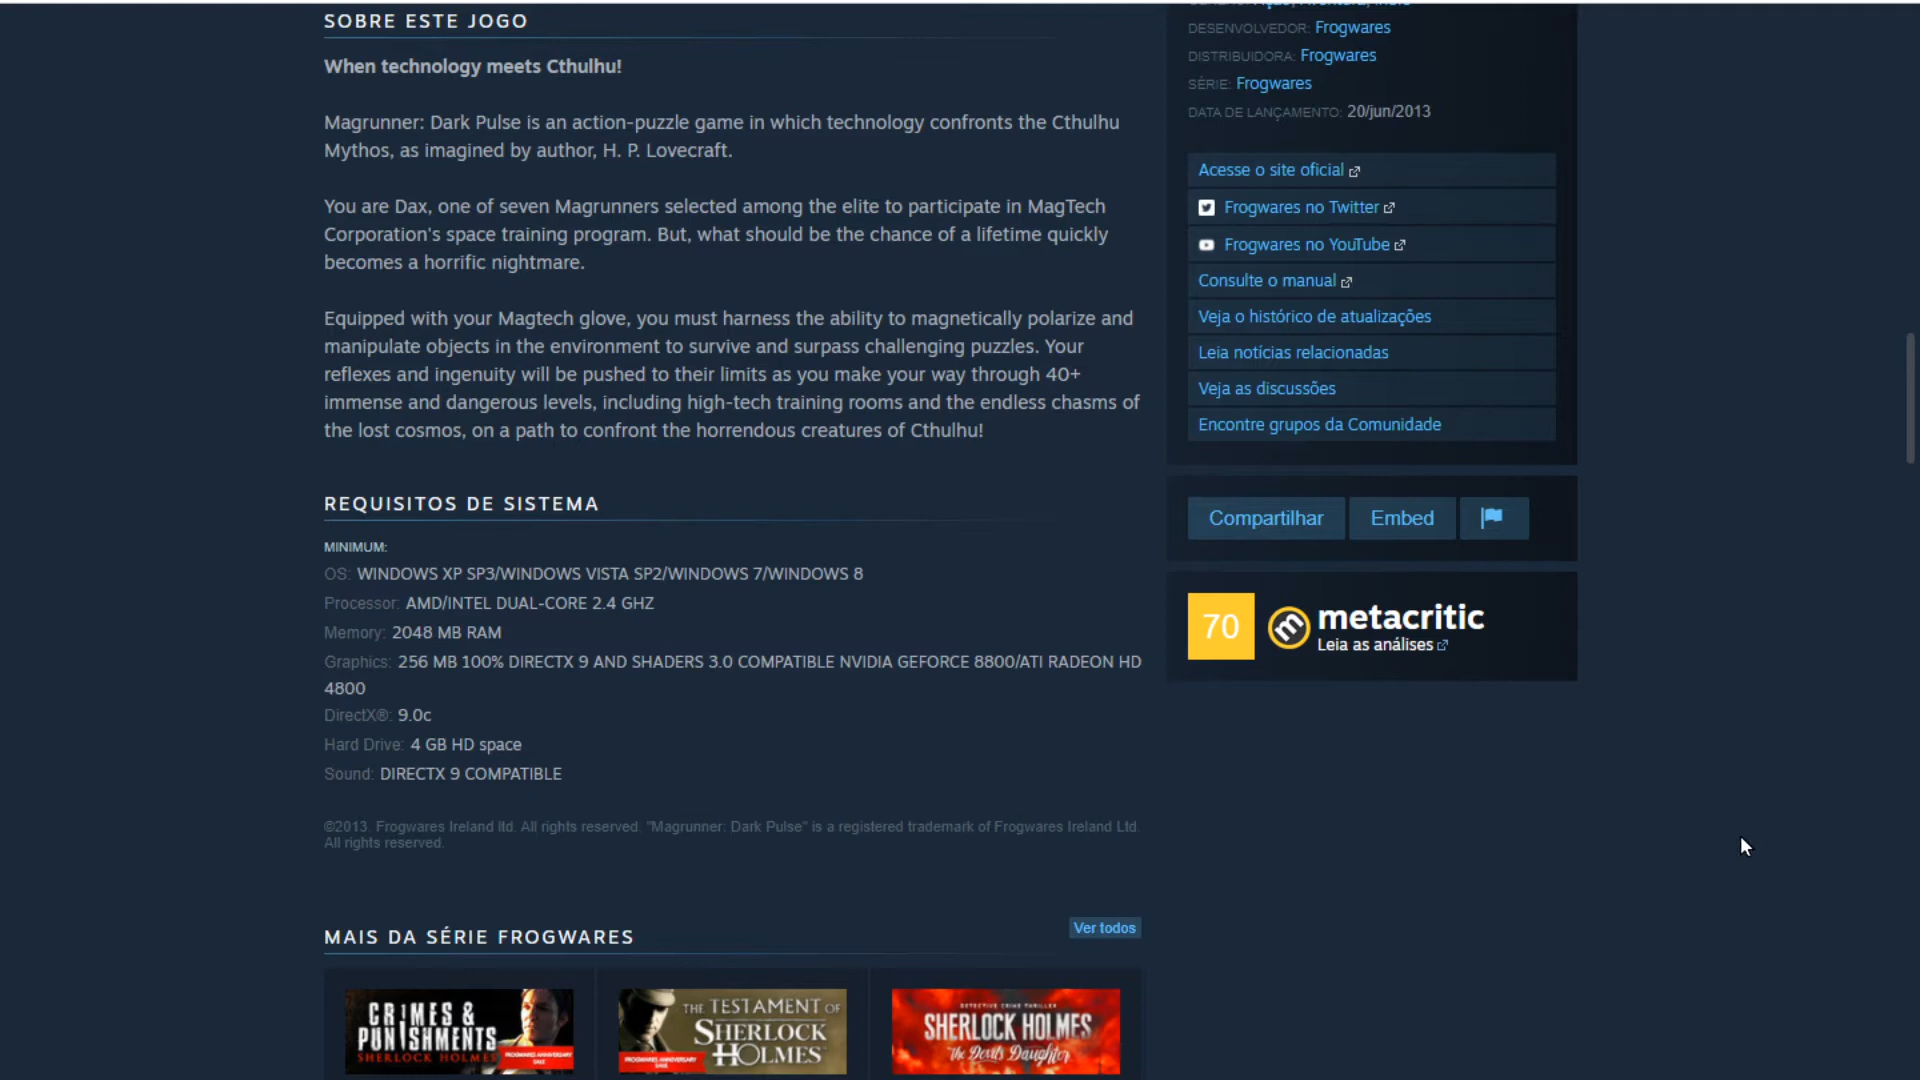 SOBRE ESTE JOGO
When technology meets Cthulhu!
Magrunner: Dark Pulse is an action-puzzle game in which technology confronts the Cthulhu
Mythos, as imagined by author, H. P. Lovecraft.
You are Dax, one of seven Magrunners selected among the elite to participate in MagTech
Corporation's space training program. But, what should be the chance of a lifetime quickly
becomes a horrific nightmare.
Equipped with your Magtech glove, you must harness the ability to magnetically polarize and
manipulate objects in the environment to survive and surpass challenging puzzles. Your
reflexes and ingenuity will be pushed to their limits as you make your way through 40+
immense and dangerous levels, including high-tech training rooms and the endless chasms of
the lost cosmos, on a path to confront the horrendous creatures of Cthulhu!
REQUISITOS DE SISTEMA
MINIMUM:
OS: WINDOWS XP SP3/WINDOWS VISTA SP2/WINDOWS 7/WINDOWS 8
Processor: AMD/INTEL DUAL-CORE 2.4 GHZ
Memory: 2048 MB RAM
Graphics: 256 MB 100% DIRECTX 9 AND SHADERS 3.0 COMPATIBLE NVIDIA GEFORCE 8800/ATI RADEON HD
4800
DirectX®: 9.0c
Hard Drive: 4 GB HD space
Sound: DIRECTX 9 COMPATIBLE
©2013 Frogwares Ireland ltd. All rights reserved. "Magrunner: Dark Pulse" is a registered trademark of Frogwares Ireland Ltd.
All rights reserved.
MAIS DA SÉRIE FROGWARES
Ver todos
CRIMES &
PUNISHMENTS
SHERLOCK HOLMES
FROGWARES ANNIVERSARY
SALE
THE TESTAMENT OF
SHERLOCK
HOLMES
FROGWARES ANNIVERSARY
SALE
DETECTIVE CRIME THRILLER
SHERLOCK HOLMES
The Devil's Daughter
DESENVOLVEDOR: Frogwares
DISTRIBUIDORA: Frogwares
SÉRIE: Frogwares
DATA DE LANÇAMENTO: 20/jun/2013
Acesse o site oficial
Frogwares no Twitter
Frogwares no YouTube
Consulte o manual
Veja o histórico de atualizações
Leia notícias relacionadas
Veja as discussões
Encontre grupos da Comunidade
Compartilhar
Embed
70
metacritic
Leia as análises